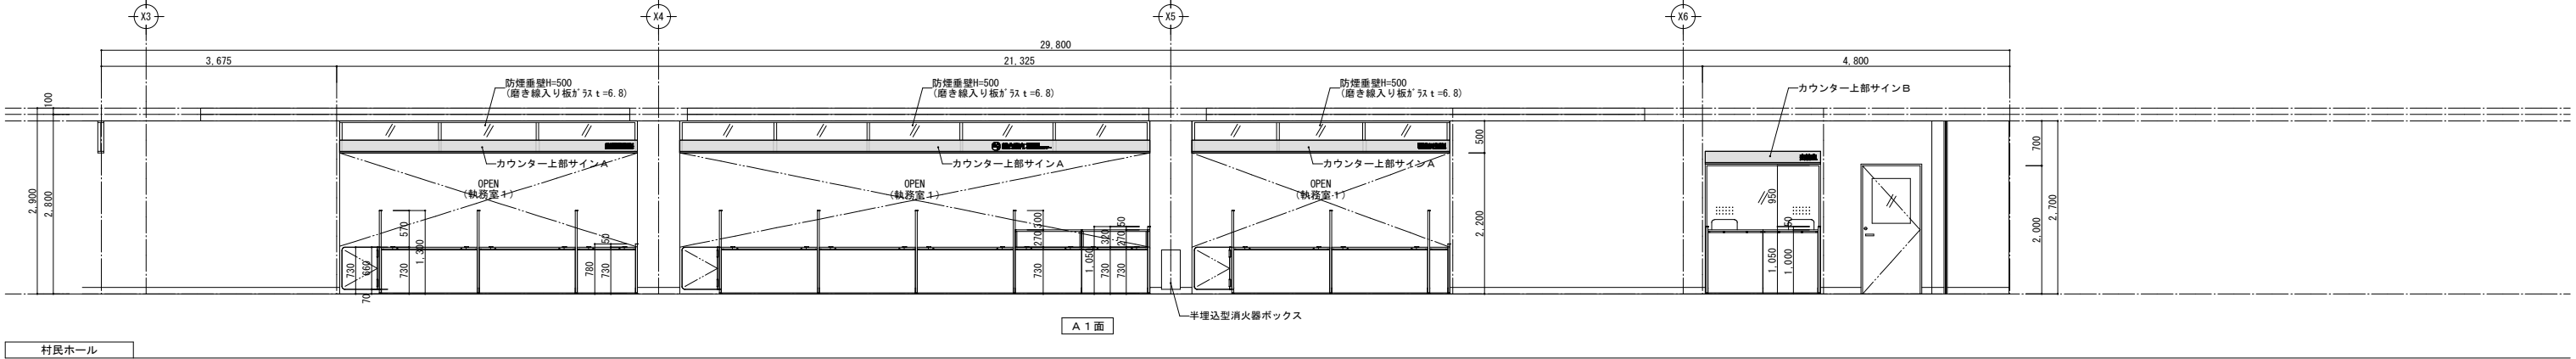 X3
X4
X5
X6
29,800
3,675
21,325
4,800
防煙垂壁H=500
(磨き線入り板ｶﾞﾗｽｔ=6.8)
防煙垂壁H=500
(磨き線入り板ｶﾞﾗｽｔ=6.8)
防煙垂壁H=500
(磨き線入り板ｶﾞﾗｽｔ=6.8)
カウンター上部サインＢ
100
2,900
2,800
カウンター上部サインＡ
カウンター上部サインＡ
カウンター上部サインＡ
500
700
OPEN
(執務室１)
OPEN
(執務室１)
OPEN
(執務室１)
2,200
950
50
2,000
2,700
570
1,300
730
660
70
730
50
780
730
300
270
730
1,050
320
730
50
270
730
1,050
1,000
半埋込型消火器ボックス
Ａ１面
村民ホール